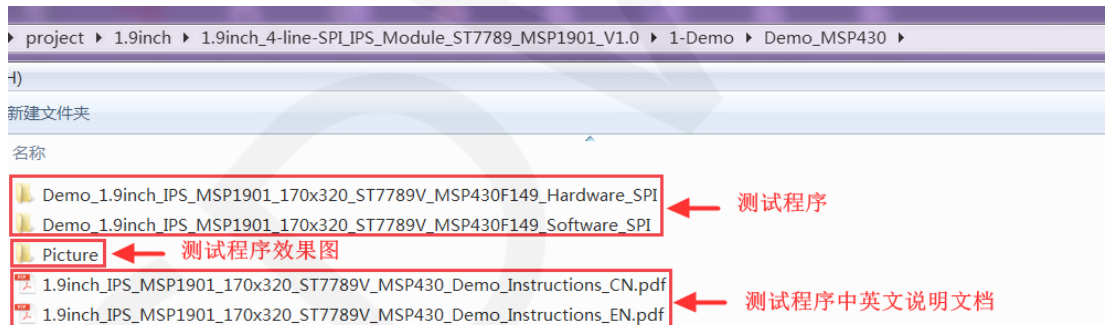 project ▸ 1.9inch ▸ 1.9inch_4-line-SPI_IPS_Module_ST7789_MSP1901_V1.0 ▸ 1-Demo ▸ Demo_MSP430 ▸
H)
新建文件夹
名称
Demo_1.9inch_IPS_MSP1901_170x320_ST7789V_MSP430F149_Hardware_SPI
测试程序
Demo_1.9inch_IPS_MSP1901_170x320_ST7789V_MSP430F149_Software_SPI
Picture 测试程序效果图
1.9inch_IPS_MSP1901_170x320_ST7789V_MSP430_Demo_Instructions_CN.pdf
测试程序中英文说明文档
1.9inch_IPS_MSP1901_170x320_ST7789V_MSP430_Demo_Instructions_EN.pdf